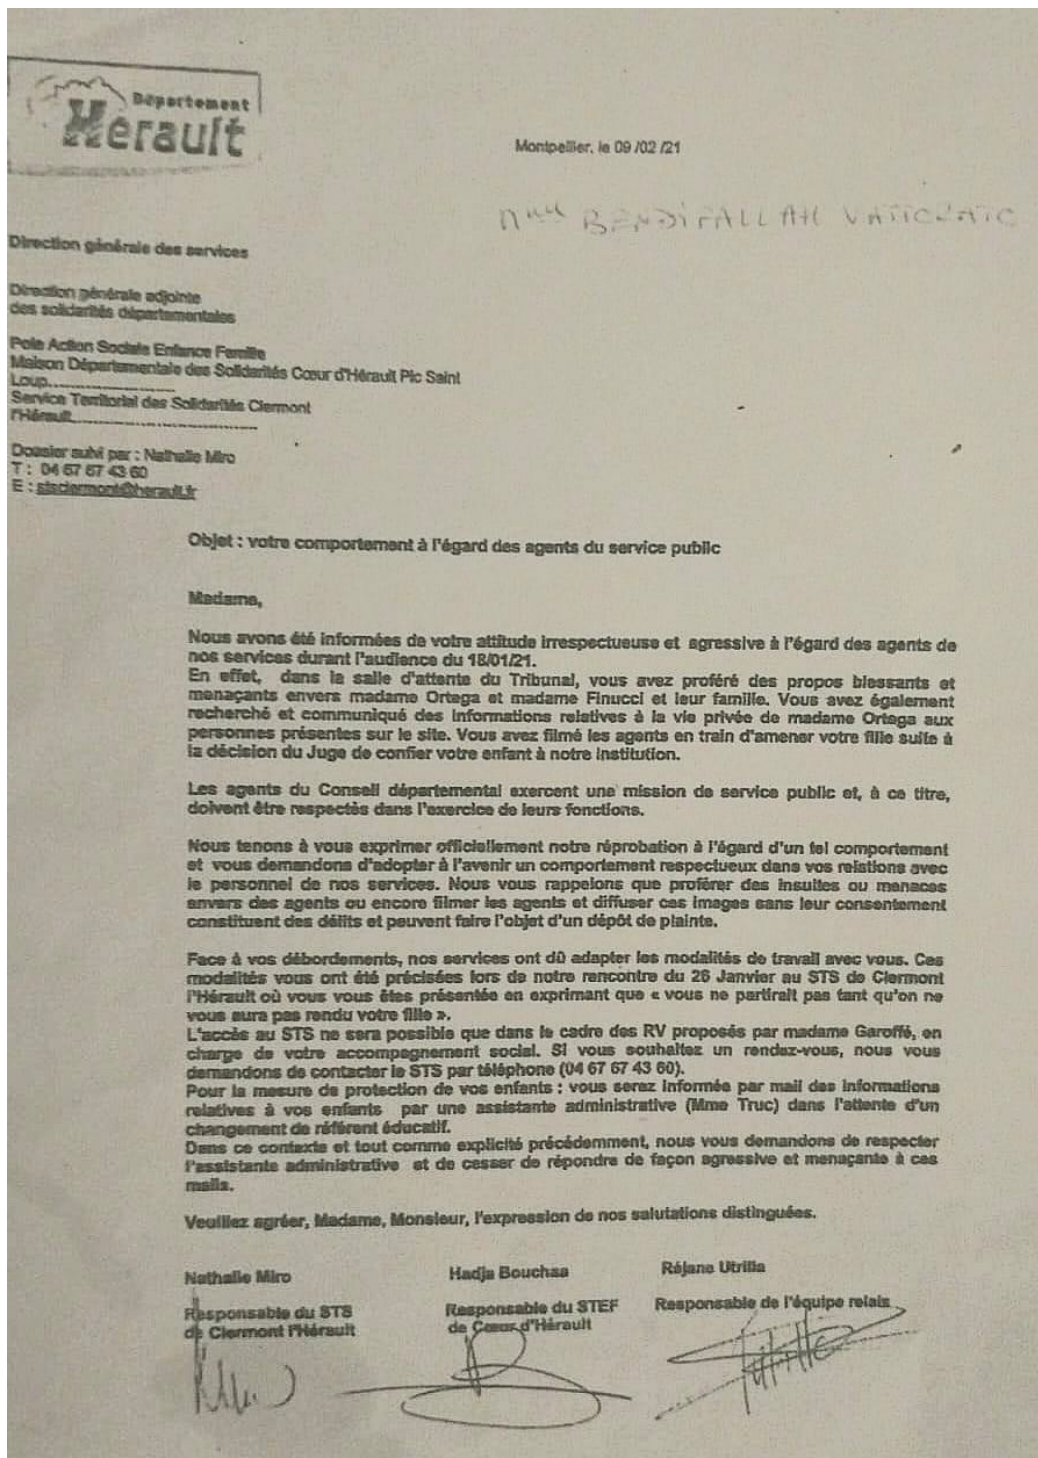 Département
Hérault
Montpellier, le 09 /02 /21
BENDIFALLAH
Direction générale des services
Direction générale adjointe
des solidarités départementales
Pole Action Sociale Enfance Famille
Maison Départementale des Solidarités Cœur d'Hérault Pic Saint
Loup
Service Territorial des Solidarités Clermont
l'Hérault
Dossier suivi par : Nathalie Miro
T : 04 67 67 43 60
E : stsclermont@herault.fr
Objet : votre comportement à l'égard des agents du service public
Madame,
Nous avons été informées de votre attitude irrespectueuse et agressive à l'égard des agents de
nos services durant l'audience du 18/01/21.
En effet, dans la salle d'attente du Tribunal, vous avez proféré des propos blessants et
menaçants envers madame Ortega et madame Finucci et leur famille. Vous avez également
recherché et communiqué des informations relatives à la vie privée de madame Ortega aux
personnes présentes sur le site. Vous avez filmé les agents en train d'amener votre fille suite à
la décision du Juge de confier votre enfant à notre institution.
Les agents du Conseil départemental exercent une mission de service public et, à ce titre,
doivent être respectés dans l'exercice de leurs fonctions.
Nous tenons à vous exprimer officiellement notre réprobation à l'égard d'un tel comportement
et vous demandons d'adopter à l'avenir un comportement respectueux dans vos relations avec
le personnel de nos services. Nous vous rappelons que proférer des insultes ou menaces
envers des agents ou encore filmer les agents et diffuser ces images sans leur consentement
constituent des délits et peuvent faire l'objet d'un dépôt de plainte.
Face à vos débordements, nos services ont dû adapter les modalités de travail avec vous. Ces
modalités vous ont été précisées lors de notre rencontre du 26 Janvier au STS de Clermont
l'Hérault où vous vous êtes présentée en exprimant que « vous ne partirait pas tant qu'on ne
vous aura pas rendu votre fille ».
L'accès au STS ne sera possible que dans le cadre des RV proposés par madame Garoffé, en
charge de votre accompagnement social. Si vous souhaitez un rendez-vous, nous vous
demandons de contacter le STS par téléphone (04 67 67 43 60).
Pour la mesure de protection de vos enfants : vous serez informée par mail des informations
relatives à vos enfants par une assistante administrative (Mme Truc) dans l'attente d'un
changement de référent éducatif.
Dans ce contexte et tout comme explicité précédemment, nous vous demandons de respecter
l'assistante administrative et de cesser de répondre de façon agressive et menaçante à ces
mails.
Veuillez agréer, Madame, Monsieur, l'expression de nos salutations distinguées.
Nathalie Miro Hadja Bouchaa Réjane Utrilla
Responsable du STS Responsable du STEF Responsable de l'équipe relais
de Clermont l'Hérault de Cœur d'Hérault